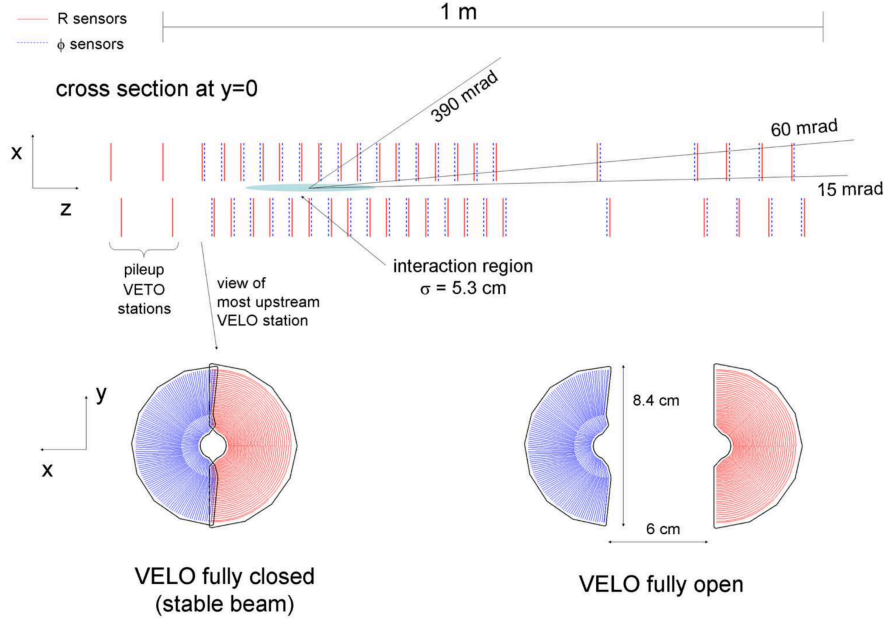 R sensors
1 m
ϕ sensors
cross section at y=0
390 mrad
60 mrad
x
15 mrad
z
pileup
VETO
stations
view of
most upstream
VELO station
interaction region
σ = 5.3 cm
y
x
8.4 cm
6 cm
VELO fully closed
(stable beam)
VELO fully open